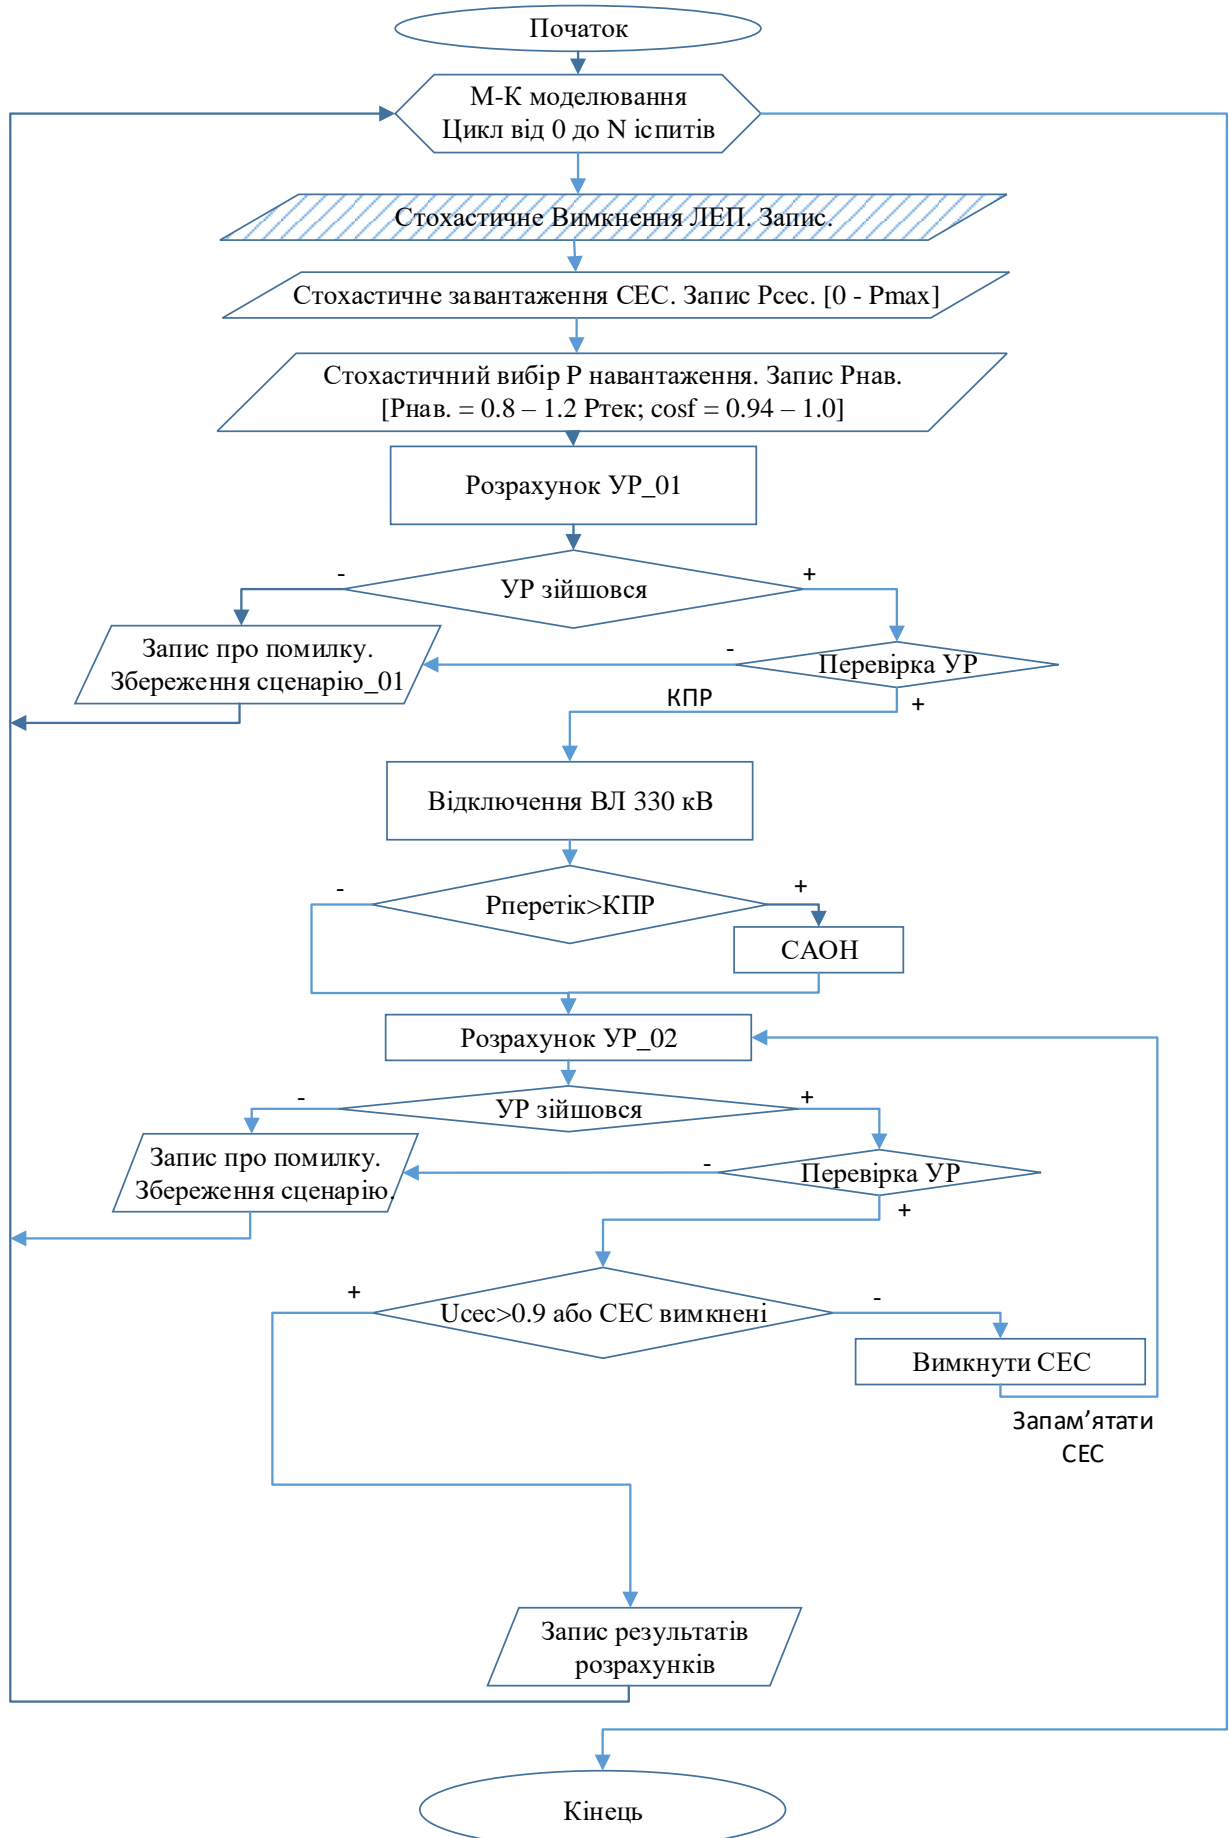 Початок
М-К моделювання
Цикл від 0 до N іспитів
Стохастичне Вимкнення ЛЕП. Запис.
Стохастичне завантаження СЕС. Запис Рсес. [0 - Pmax]
Стохастичний вибір Р навантаження. Запис Рнав.
[Рнав. = 0.8 – 1.2 Ртек; cosf = 0.94 – 1.0]
Розрахунок УР_01
-
УР зійшовся
+
Запис про помилку.
Збереження сценарію_01
-
Перевірка УР
КПР
+
Відключення ВЛ 330 кВ
-
Рперетік>КПР
+
САОН
Розрахунок УР_02
-
УР зійшовся
+
Запис про помилку.
Збереження сценарію.
-
Перевірка УР
+
+
Uсес>0.9 або СЕС вимкнені
-
Вимкнути СЕС
Запам’ятати
СЕС
Запис результатів
розрахунків
Кінець